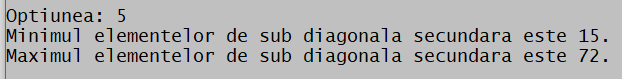 Optiunea: 5
Minimul elementelor de sub diagonala secundara este 15.
Maximul elementelor de sub diagonala secundara este 72.